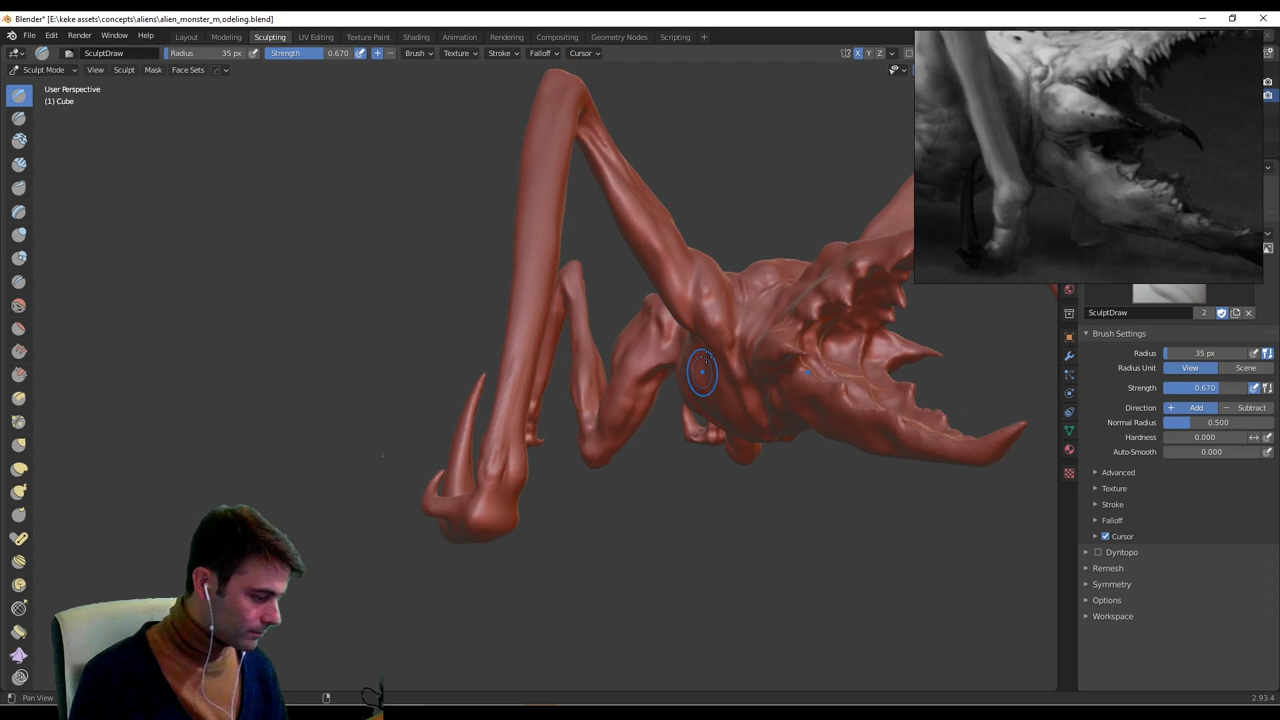 Blender* [E:\keke assets\concepts\aliens\alien_monster_m,odeling.blend]
File Edit Render Window Help Layout Modeling Sculpting UV Editing Texture Paint Shading Animation Rendering Compositing Geometry Nodes Scripting +
SculptDraw Radius 35 px Strength 0.670 Brush Texture Stroke Falloff Cursor X Y Z
Sculpt Mode View Sculpt Mask Face Sets
User Perspective
(1) Cube
SculptDraw 2
Brush Settings
Radius 35 px
Radius Unit View Scene
Strength 0.670
Direction + Add − Subtract
Normal Radius 0.500
Hardness 0.000
Auto-Smooth 0.000
Advanced
Texture
Stroke
Falloff
Cursor
Dyntopo
Remesh
Symmetry
Options
Workspace
Pan View 2.93.4